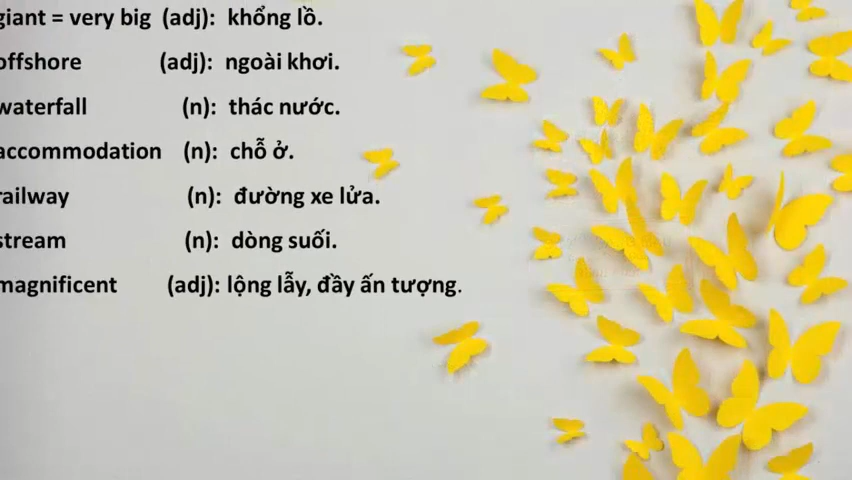 giant = very big (adj): khổng lồ.
offshore (adj): ngoài khơi.
waterfall (n): thác nước.
accommodation (n): chỗ ở.
railway (n): đường xe lửa.
stream (n): dòng suối.
magnificent (adj): lộng lẫy, đầy ấn tượng.